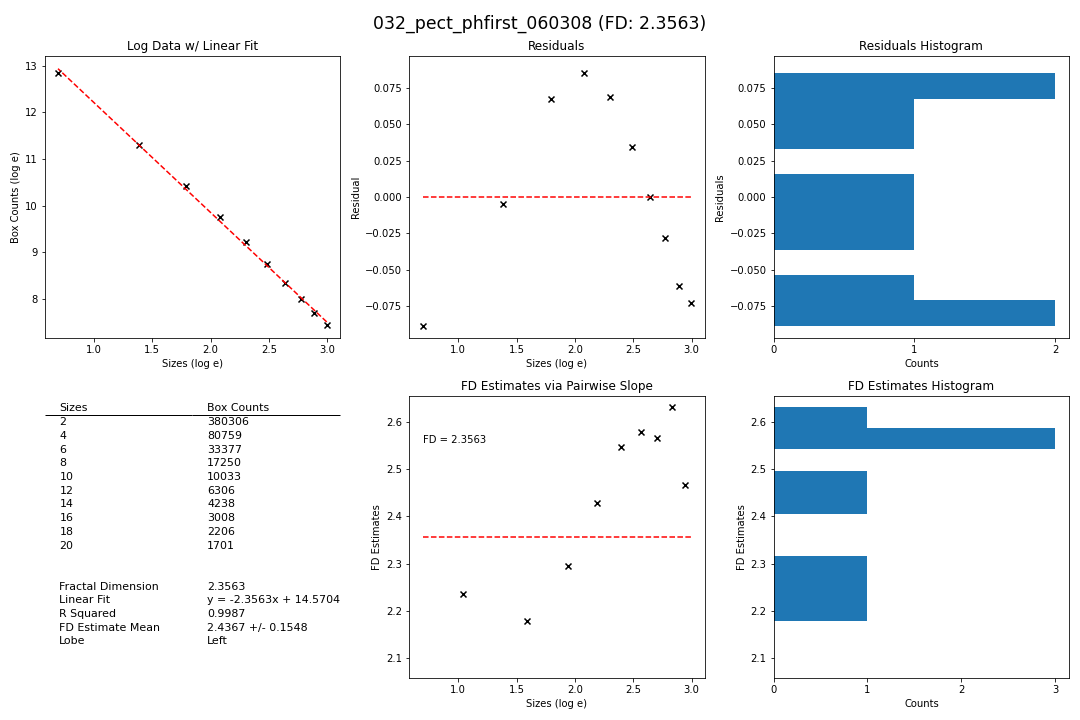 032_pect_phfirst_060308 (FD: 2.3563)
Log Data w/ Linear Fit
Box Counts (log e)
13
12
11
10
9
8
1.0 1.5 2.0 2.5 3.0
Sizes (log e)
Residuals
Residual
0.075
0.050
0.025
0.000
−0.025
−0.050
−0.075
1.0 1.5 2.0 2.5 3.0
Sizes (log e)
Residuals Histogram
Residuals
0.075
0.050
0.025
0.000
−0.025
−0.050
−0.075
0 1 2
Counts
Sizes Box Counts
2 380306
4 80759
6 33377
8 17250
10 10033
12 6306
14 4238
16 3008
18 2206
20 1701
Fractal Dimension 2.3563
Linear Fit y = -2.3563x + 14.5704
R Squared 0.9987
FD Estimate Mean 2.4367 +/- 0.1548
Lobe Left
FD Estimates via Pairwise Slope
FD Estimates
2.6
2.5
2.4
2.3
2.2
2.1
FD = 2.3563
1.0 1.5 2.0 2.5 3.0
Sizes (log e)
FD Estimates Histogram
FD Estimates
2.6
2.5
2.4
2.3
2.2
2.1
0 1 2 3
Counts